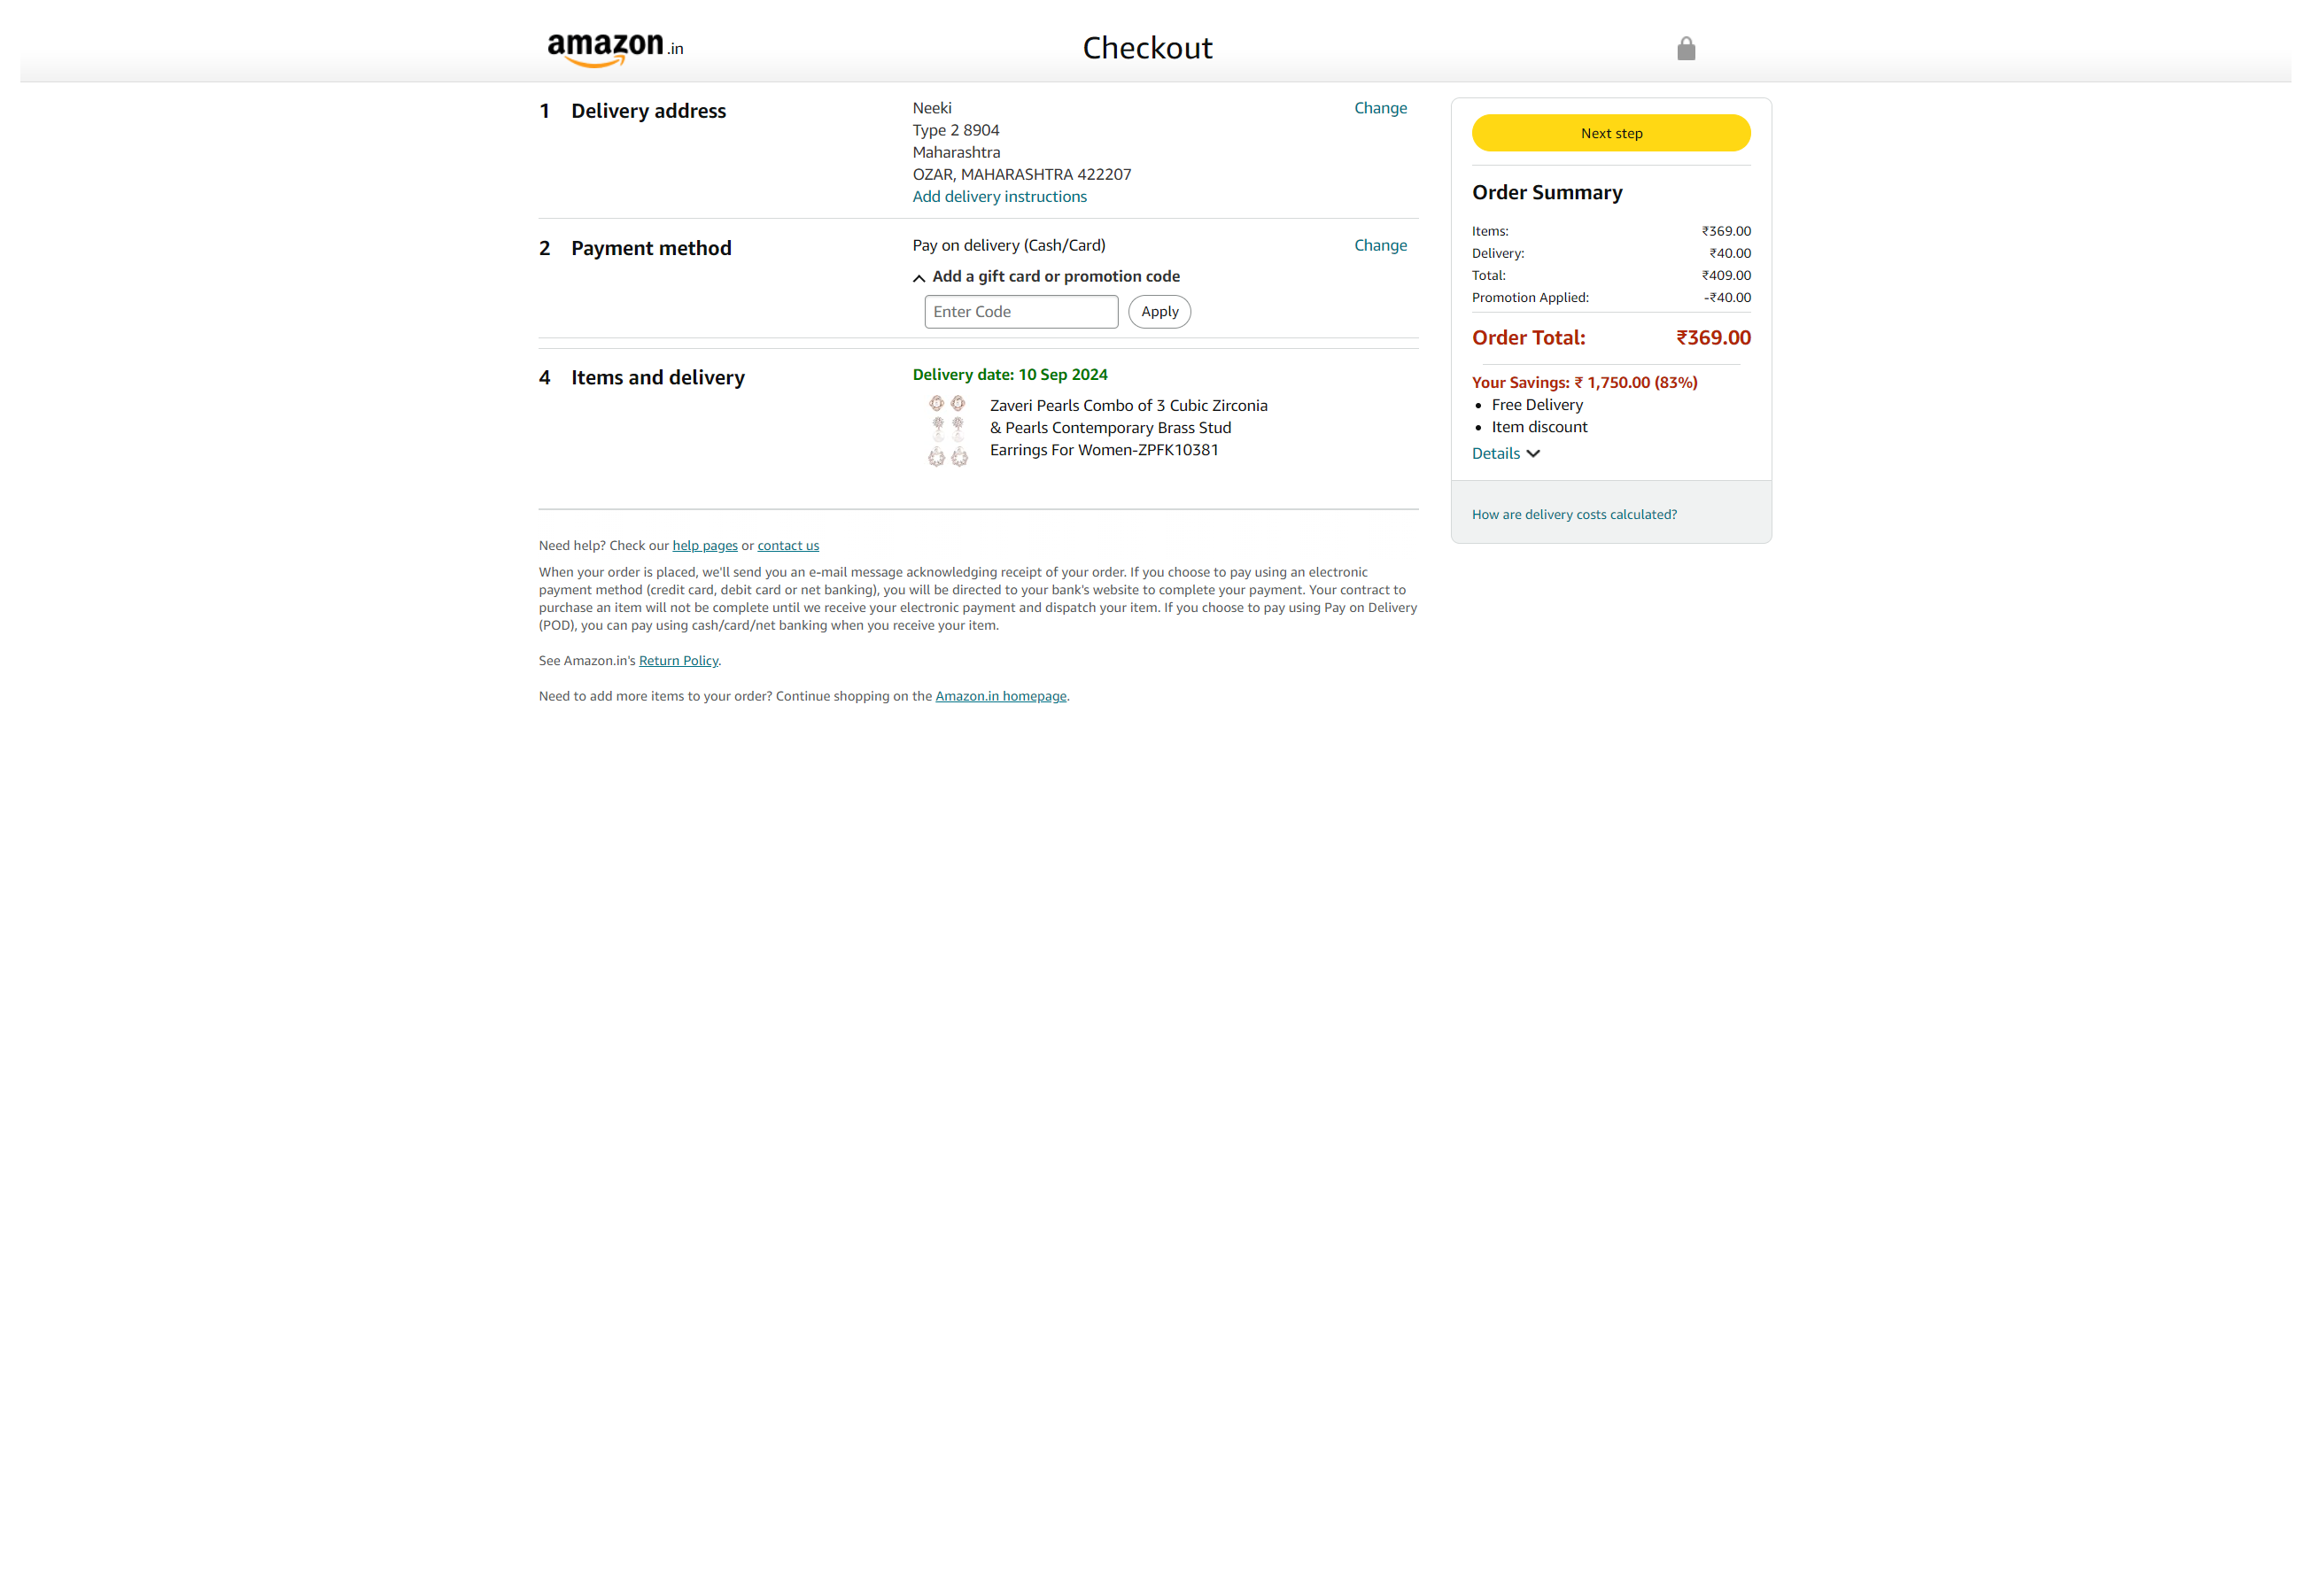 amazon.in
Checkout
1 Delivery address
Neeki
Change
Type 2 8904
Maharashtra
OZAR, MAHARASHTRA 422207
Add delivery instructions
2 Payment method
Pay on delivery (Cash/Card)
Change
Add a gift card or promotion code
Enter Code
Apply
4 Items and delivery
Delivery date: 10 Sep 2024
Zaveri Pearls Combo of 3 Cubic Zirconia
& Pearls Contemporary Brass Stud
Earrings For Women-ZPFK10381
Need help? Check our help pages or contact us
When your order is placed, we'll send you an e-mail message acknowledging receipt of your order. If you choose to pay using an electronic
payment method (credit card, debit card or net banking), you will be directed to your bank's website to complete your payment. Your contract to
purchase an item will not be complete until we receive your electronic payment and dispatch your item. If you choose to pay using Pay on Delivery
(POD), you can pay using cash/card/net banking when you receive your item.
See Amazon.in's Return Policy.
Need to add more items to your order? Continue shopping on the Amazon.in homepage.
Next step
Order Summary
Items: ₹369.00
Delivery: ₹40.00
Total: ₹409.00
Promotion Applied: -₹40.00
Order Total: ₹369.00
Your Savings: ₹ 1,750.00 (83%)
• Free Delivery
• Item discount
Details
How are delivery costs calculated?